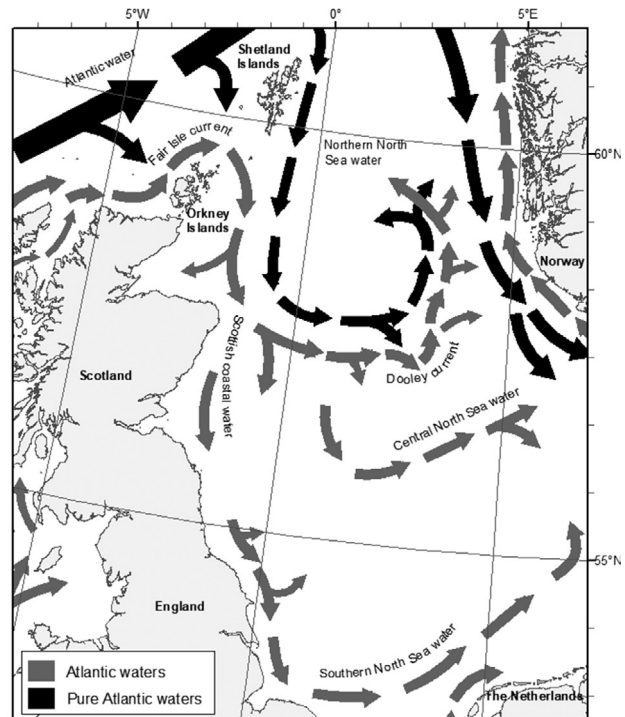 5°W
0°
5°E
Shetland
Islands
Atlantic water
Northern North
Sea water
Fair Isle current
60°N
Orkney
Islands
Norway
Scottish coastal water
Scotland
Dooley current
Central North Sea water
55°N
England
Southern North Sea water
Atlantic waters
Pure Atlantic waters
The Netherlands